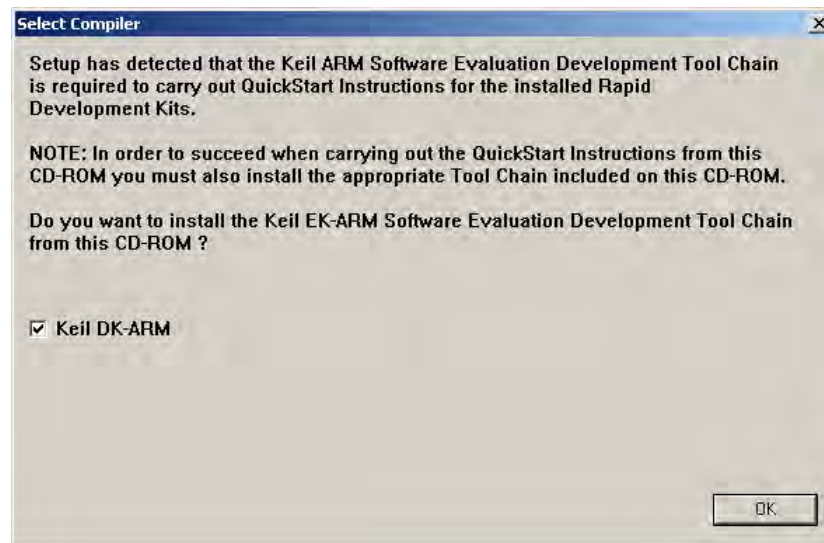 Select Compiler
Setup has detected that the Keil ARM Software Evaluation Development Tool Chain
is required to carry out QuickStart Instructions for the installed Rapid
Development Kits.
NOTE: In order to succeed when carrying out the QuickStart Instructions from this
CD-ROM you must also install the appropriate Tool Chain included on this CD-ROM.
Do you want to install the Keil EK-ARM Software Evaluation Development Tool Chain
from this CD-ROM ?
Keil DK-ARM
OK